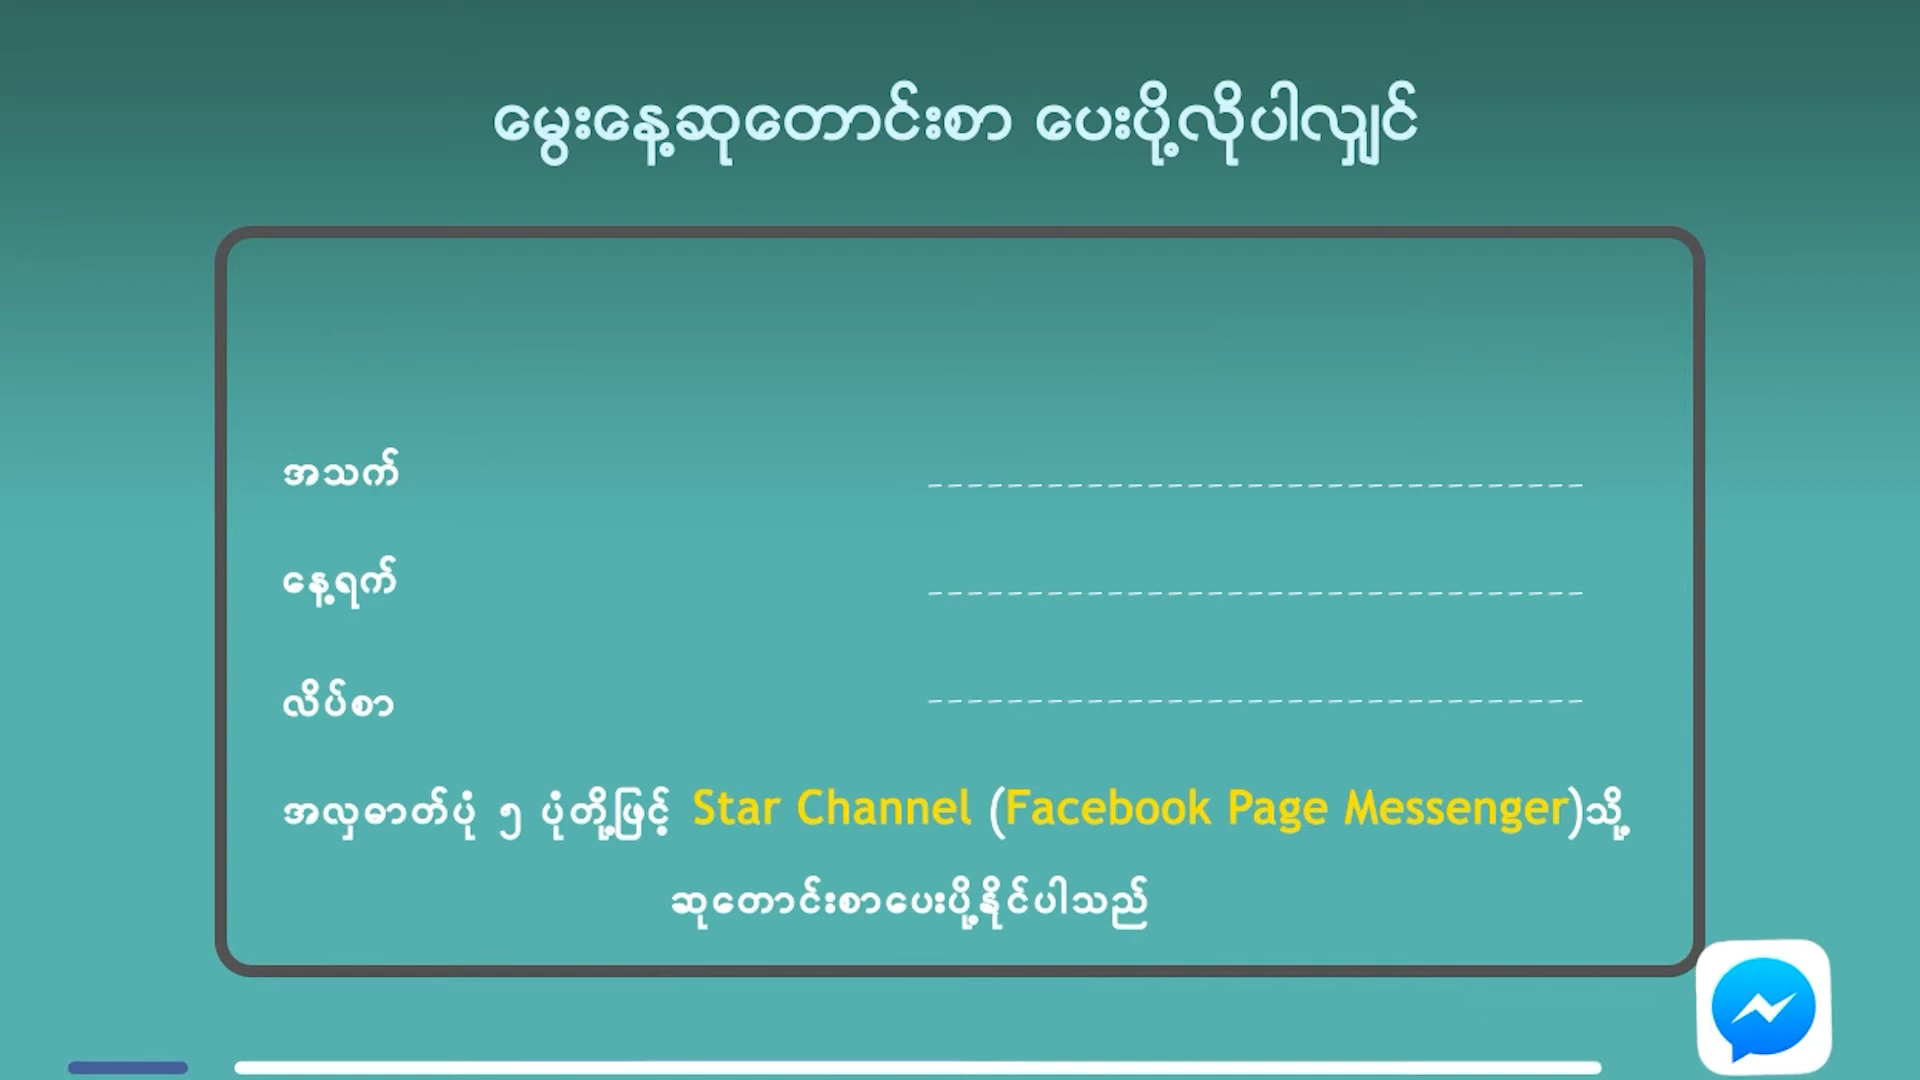 မွေးနေ့ဆုတောင်းစာ ပေးပို့လိုပါလျှင်
အသက်
နေ့ရက်
လိပ်စာ
အလှဓာတ်ပုံ ၅ ပုံတို့ဖြင့် Star Channel (Facebook Page Messenger)သို့
ဆုတောင်းစာပေးပို့နိုင်ပါသည်